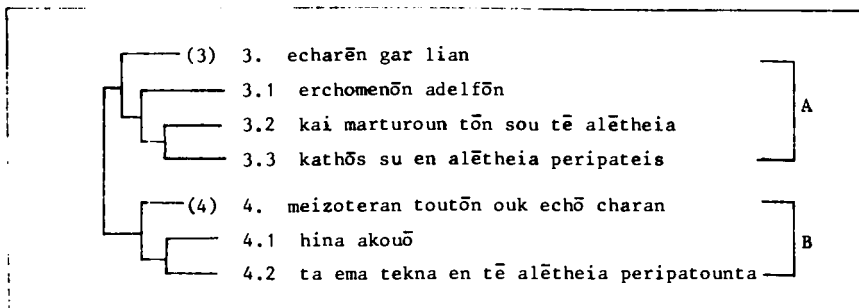 (3) 3. echarēn gar lian
3.1 erchomenōn adelfōn
A
3.2 kai marturoun tōn sou tē alētheia
3.3 kathōs su en alētheia peripateis
(4) 4. meizoteran toutōn ouk echō charan
4.1 hina akouō
B
4.2 ta ema tekna en tē alētheia peripatounta